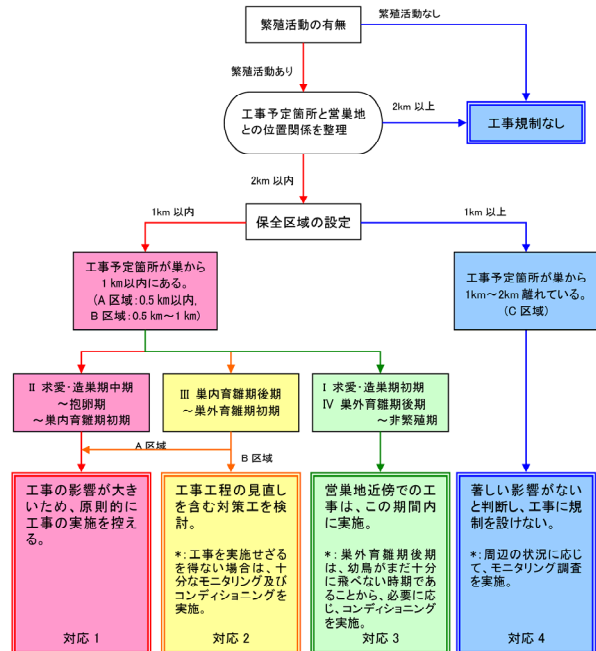 繁殖活動の有無
繁殖活動なし
繁殖活動あり
工事予定箇所と営巣地
との位置関係を整理
2km 以上
工事規制なし
2km 以内
1km 以内
保全区域の設定
1km 以上
工事予定箇所が巣から
1 km以内にある。
(A 区域:0.5 km以内,
B 区域:0.5 km～1 km)
工事予定箇所が巣から
1km～2km 離れている。
(C 区域)
Ⅱ 求愛・造巣期中期
～抱卵期
～巣内育雛期初期
Ⅲ 巣内育雛期後期
～巣外育雛期初期
Ⅰ 求愛・造巣期初期
Ⅳ 巣外育雛期後期
～非繁殖期
A 区域
B 区域
工事の影響が大き
いため、原則的に
工事の実施を控え
る。
対応 1
工事工程の見直し
を含む対策工を検
討。
*:工事を実施せざる
を得ない場合は、十
分なモニタリング及び
コンディショニングを
実施。
対応 2
営巣地近傍での工
事は、この期間内
に実施。
*:巣外育雛期後期
は、幼鳥がまだ十分
に飛べない時期であ
ることから、必要に応
じ、コンディショニング
を実施。
対応 3
著しい影響がない
と判断し、工事に規
制を設けない。
*:周辺の状況に応じ
て、モニタリング調査
を実施。
対応 4